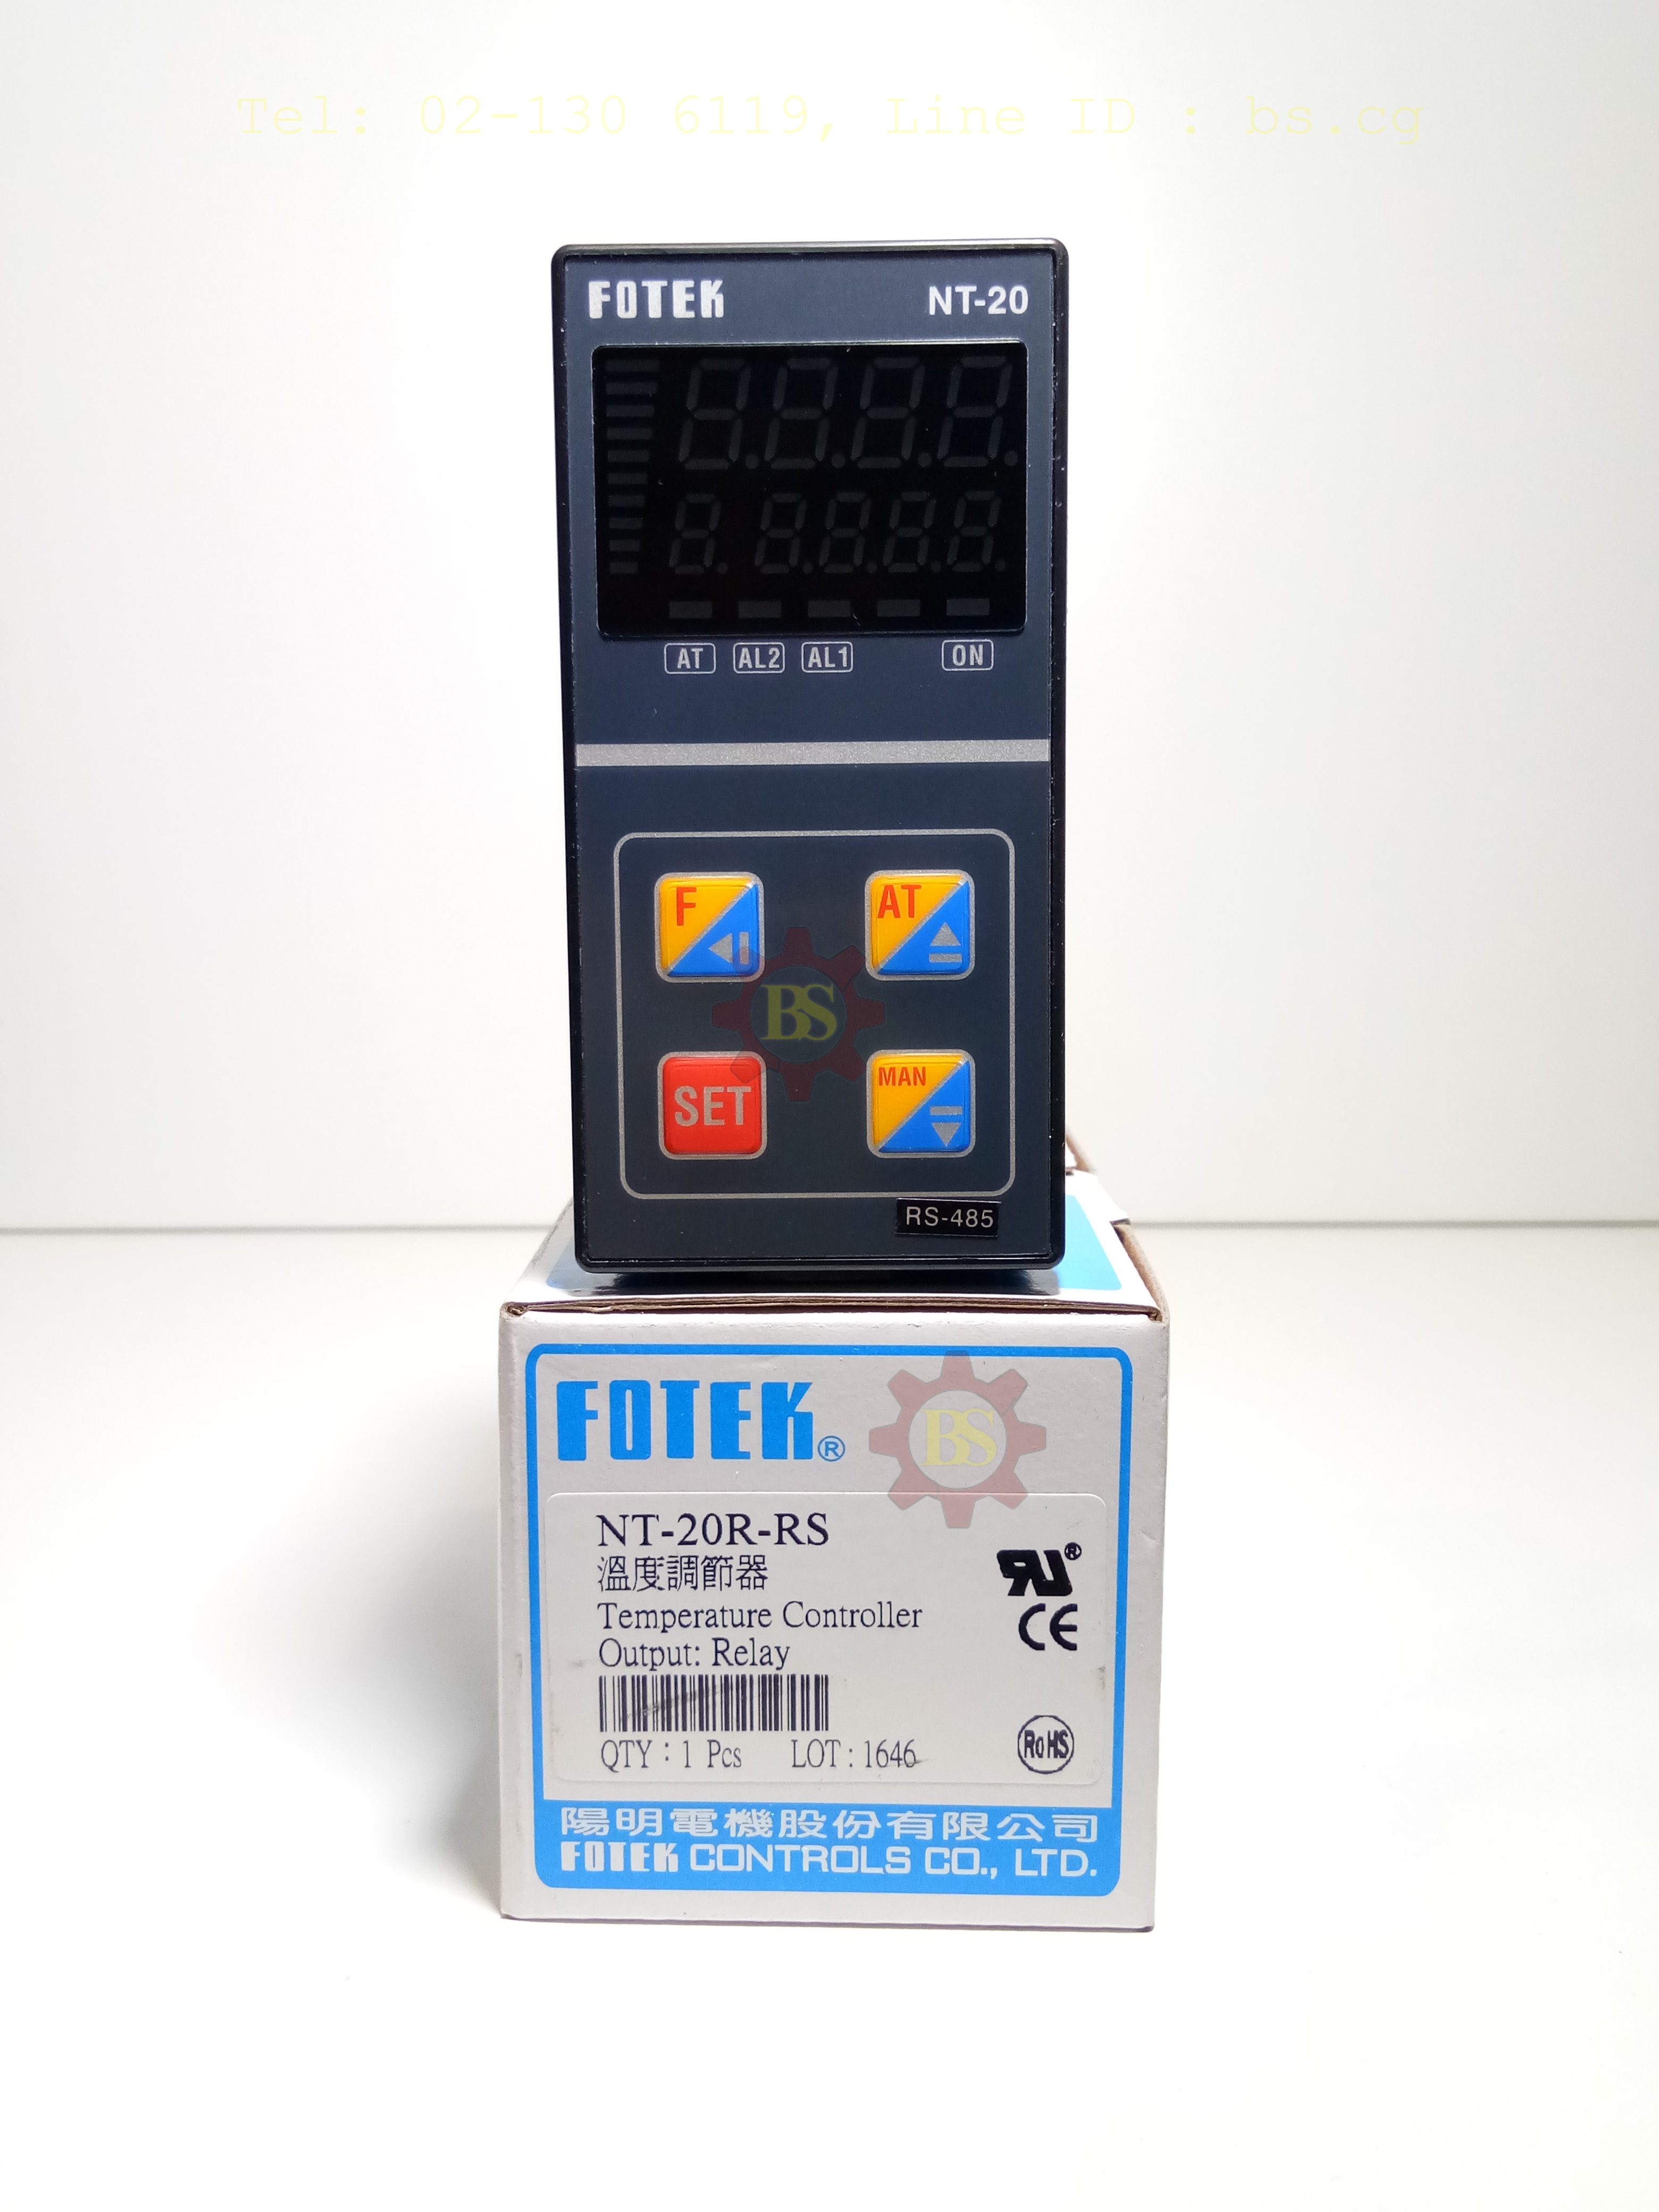 Tel: 02-130 6119, Line ID : bs.cg
FOTEK NT-20
AT AL2 AL1 ON
F AT
BS
SET MAN
RS-485
FOTEK®
BS
NT-20R-RS
溫度調節器
Temperature Controller
Output: Relay
QTY : 1 Pcs LOT : 1646
RU®
CE
RoHS
陽明電機股份有限公司
FOTEK CONTROLS CO., LTD.